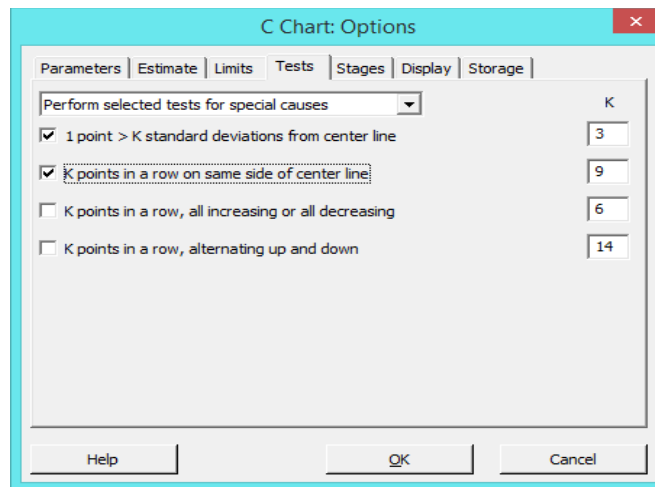 C Chart: Options
Parameters Estimate Limits Tests Stages Display Storage
Perform selected tests for special causes K
1 point > K standard deviations from center line 3
K points in a row on same side of center line 9
K points in a row, all increasing or all decreasing 6
K points in a row, alternating up and down 14
Help OK Cancel